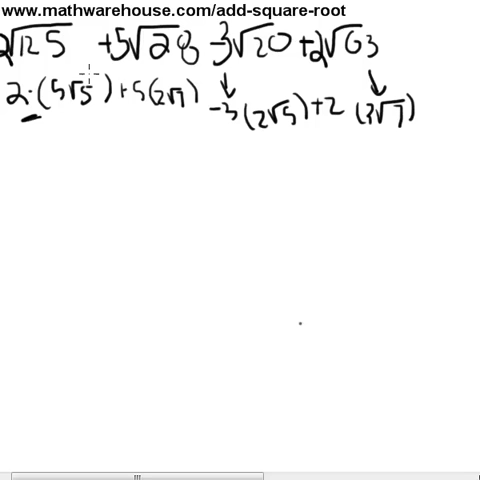 www.mathwarehouse.com/add-square-root
2√125 +5√28 -3√20 +2√63
2·(5√5) +5(2√7) -3(2√5) +2(3√7)